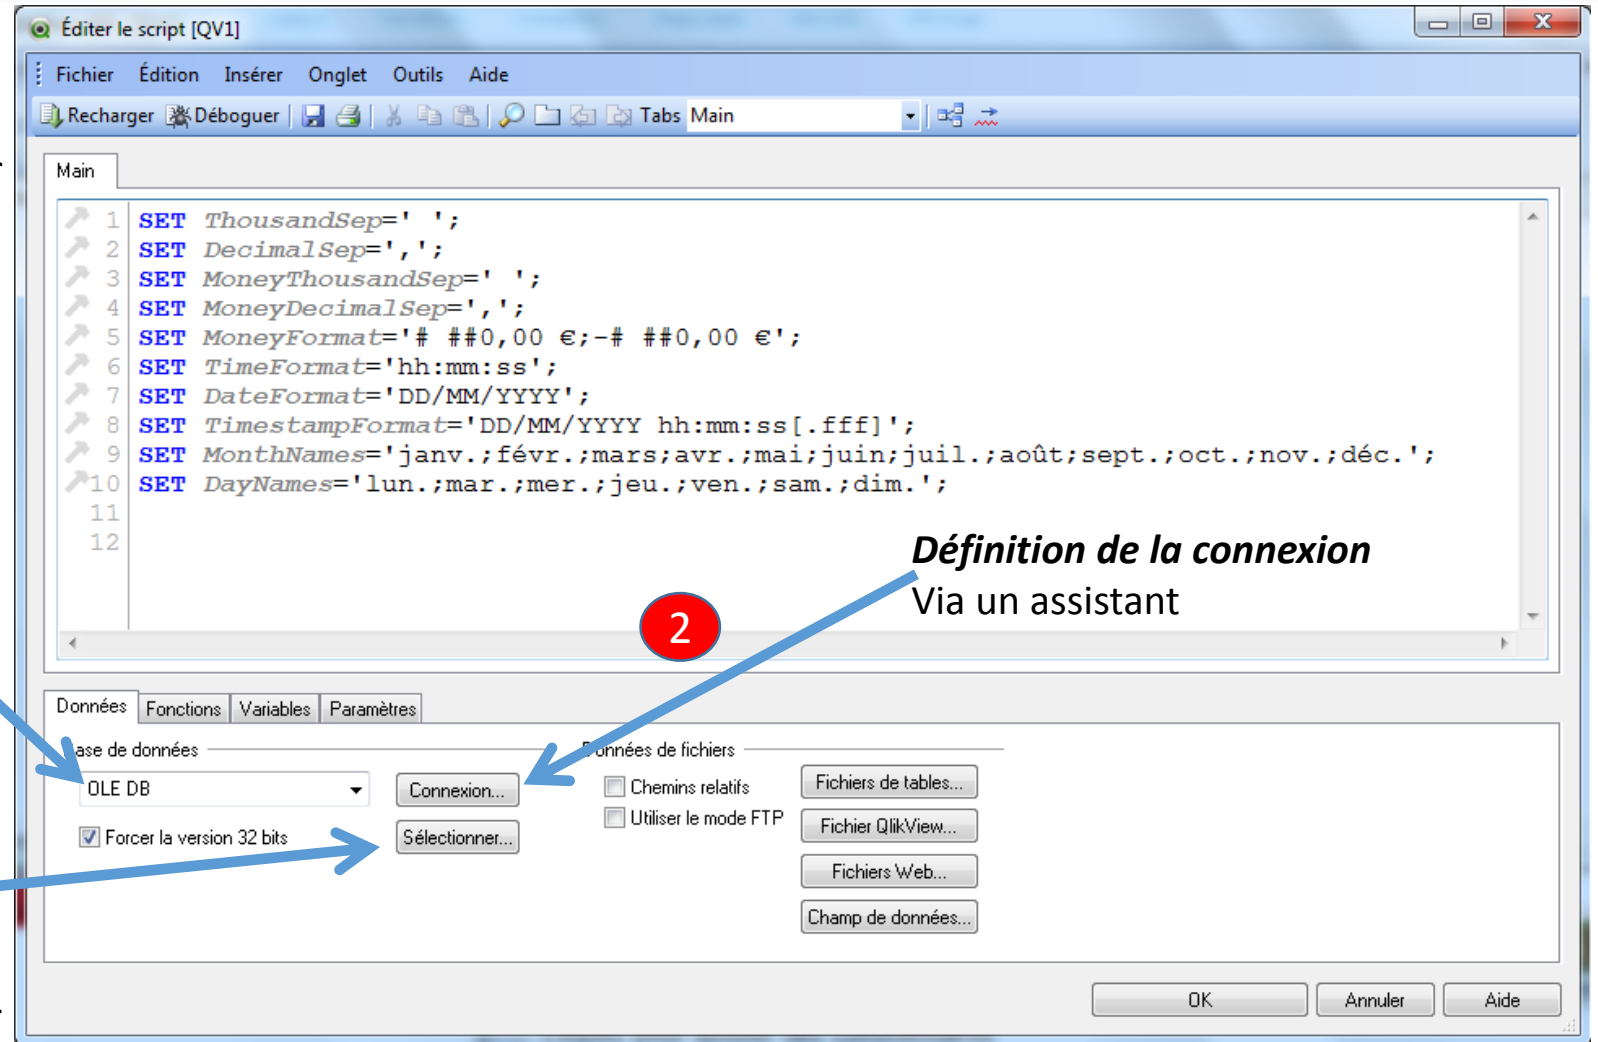 Éditer le script [QV1]
Fichier Édition Insérer Onglet Outils Aide
Recharger Déboguer Tabs Main
Main
1 SET ThousandSep=' ';
2 SET DecimalSep=',';
3 SET MoneyThousandSep=' ';
4 SET MoneyDecimalSep=',';
5 SET MoneyFormat='# ##0,00 €;-# ##0,00 €';
6 SET TimeFormat='hh:mm:ss';
7 SET DateFormat='DD/MM/YYYY';
8 SET TimestampFormat='DD/MM/YYYY hh:mm:ss[.fff]';
9 SET MonthNames='janv.;févr.;mars;avr.;mai;juin;juil.;août;sept.;oct.;nov.;déc.';
10 SET DayNames='lun.;mar.;mer.;jeu.;ven.;sam.;dim.';
11
12
Définition de la connexion
Via un assistant
2
Données Fonctions Variables Paramètres
Base de données Données de fichiers
OLE DB Connexion... Chemins relatifs Fichiers de tables...
Forcer la version 32 bits Sélectionner... Utiliser le mode FTP Fichier QlikView...
Fichiers Web...
Champ de données...
OK Annuler Aide